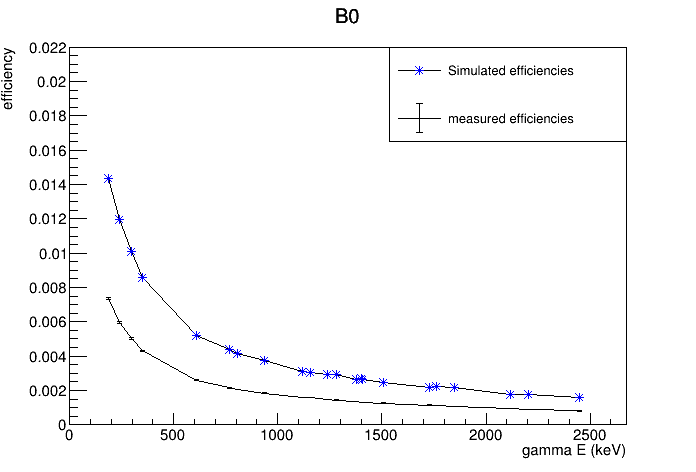 B0
efficiency
0.022
0.02
0.018
0.016
0.014
0.012
0.01
0.008
0.006
0.004
0.002
0
Simulated efficiencies
measured efficiencies
0 500 1000 1500 2000 2500
gamma E (keV)